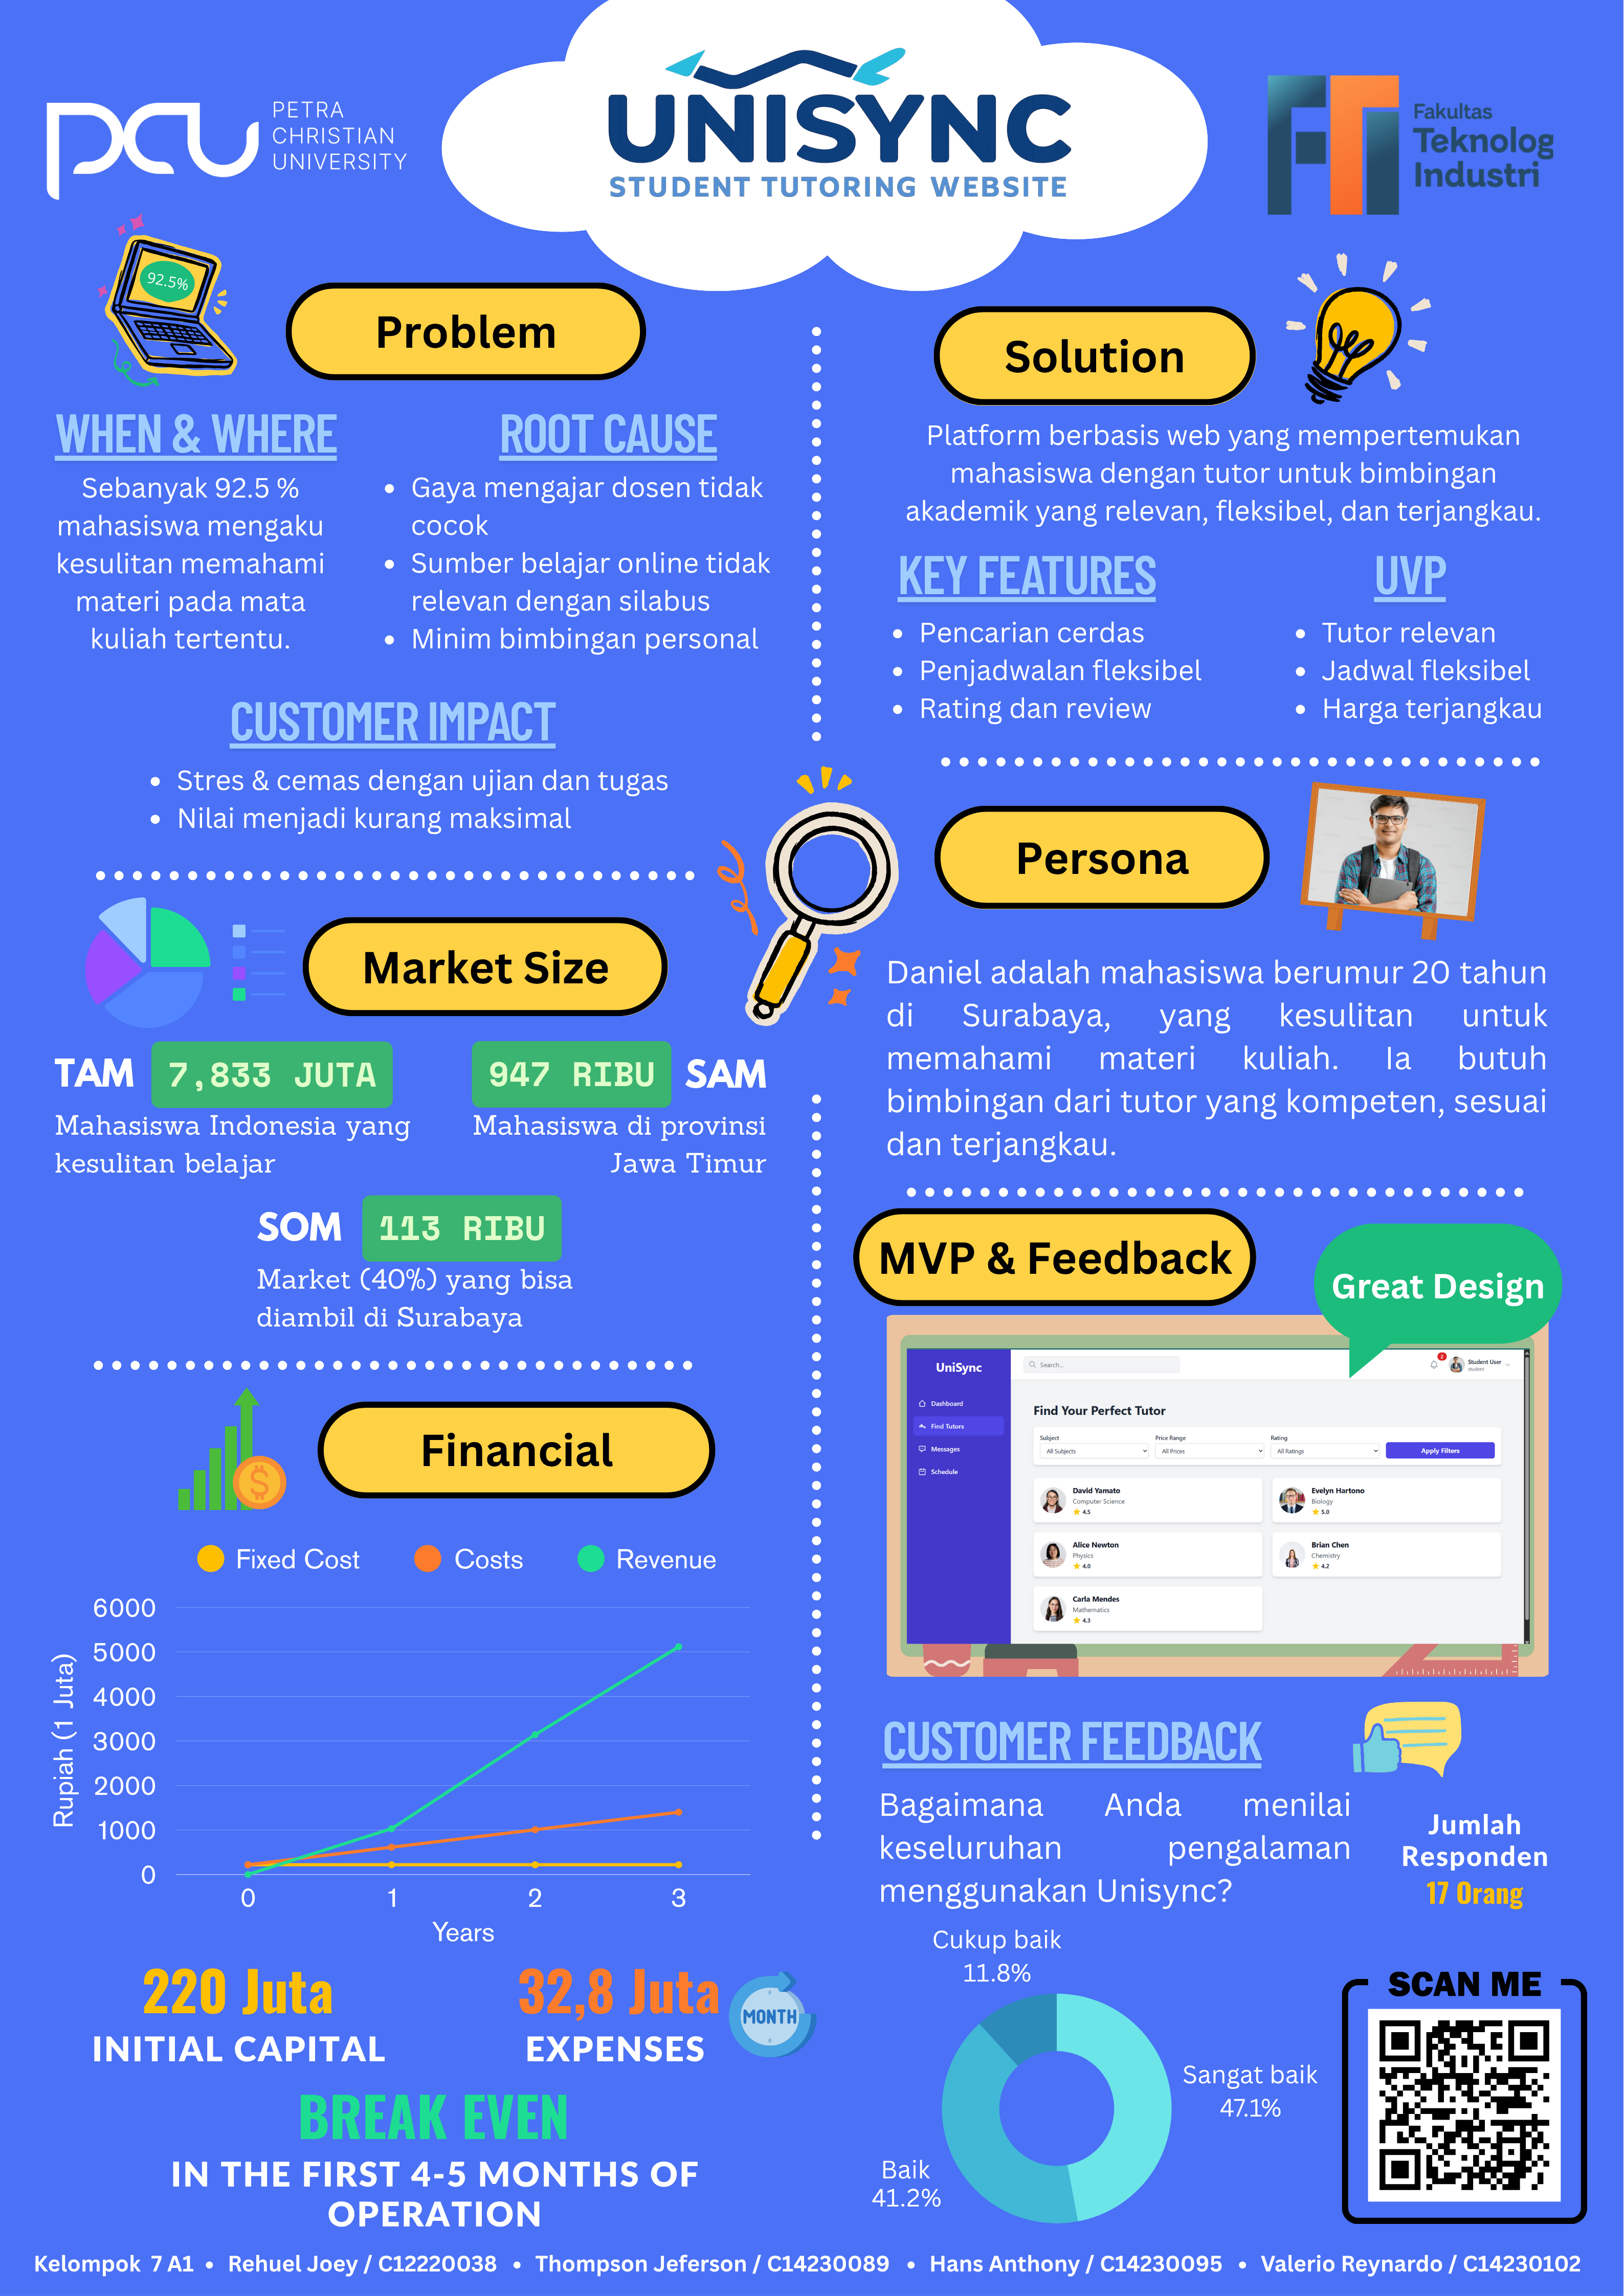 PETRA
CHRISTIAN
UNIVERSITY
pcu
UNISYNC
STUDENT TUTORING WEBSITE
Fakultas
Teknolog
Industri
92.5%
Problem
WHEN & WHERE
Sebanyak 92.5 %
mahasiswa mengaku
kesulitan memahami
materi pada mata
kuliah tertentu.
ROOT CAUSE
• Gaya mengajar dosen tidak
cocok
• Sumber belajar online tidak
relevan dengan silabus
• Minim bimbingan personal
CUSTOMER IMPACT
• Stres & cemas dengan ujian dan tugas
• Nilai menjadi kurang maksimal
Market Size
TAM 7,833 JUTA
Mahasiswa Indonesia yang
kesulitan belajar
947 RIBU SAM
Mahasiswa di provinsi
Jawa Timur
SOM 113 RIBU
Market (40%) yang bisa
diambil di Surabaya
Financial
Fixed Cost
Costs
Revenue
Rupiah (1 Juta)
6000
5000
4000
3000
2000
1000
0
0 1 2 3
Years
220 Juta
INITIAL CAPITAL
32,8 Juta
EXPENSES
MONTH
BREAK EVEN
IN THE FIRST 4-5 MONTHS OF
OPERATION
Solution
Platform berbasis web yang mempertemukan
mahasiswa dengan tutor untuk bimbingan
akademik yang relevan, fleksibel, dan terjangkau.
KEY FEATURES
• Pencarian cerdas
• Penjadwalan fleksibel
• Rating dan review
UVP
• Tutor relevan
• Jadwal fleksibel
• Harga terjangkau
Persona
Daniel adalah mahasiswa berumur 20 tahun
di Surabaya, yang kesulitan untuk
memahami materi kuliah. Ia butuh
bimbingan dari tutor yang kompeten, sesuai
dan terjangkau.
MVP & Feedback
Great Design
UniSync
Dashboard
Find Tutors
Messages
Schedule
Search...
2
Student User
student
Find Your Perfect Tutor
Subject
All Subjects
Price Range
All Prices
Rating
All Ratings
Apply Filters
David Yamato
Computer Science
4.5
Evelyn Hartono
Biology
5.0
Alice Newton
Physics
4.0
Brian Chen
Chemistry
4.2
Carla Mendes
Mathematics
4.3
CUSTOMER FEEDBACK
Bagaimana Anda menilai
keseluruhan pengalaman
menggunakan Unisync?
Jumlah
Responden
17 Orang
Cukup baik
11.8%
Sangat baik
47.1%
Baik
41.2%
SCAN ME
Kelompok 7 A1 • Rehuel Joey / C12220038 • Thompson Jeferson / C14230089 • Hans Anthony / C14230095 • Valerio Reynardo / C14230102